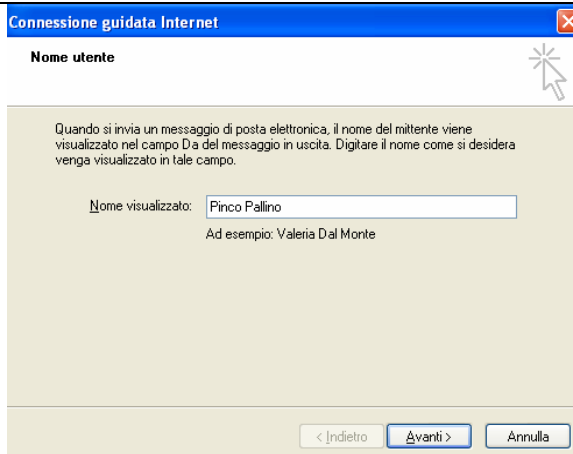 Connessione guidata Internet
Nome utente
Quando si invia un messaggio di posta elettronica, il nome del mittente viene
visualizzato nel campo Da del messaggio in uscita. Digitare il nome come si desidera
venga visualizzato in tale campo.
Nome visualizzato: Pinco Pallino
Ad esempio: Valeria Dal Monte
< Indietro Avanti > Annulla